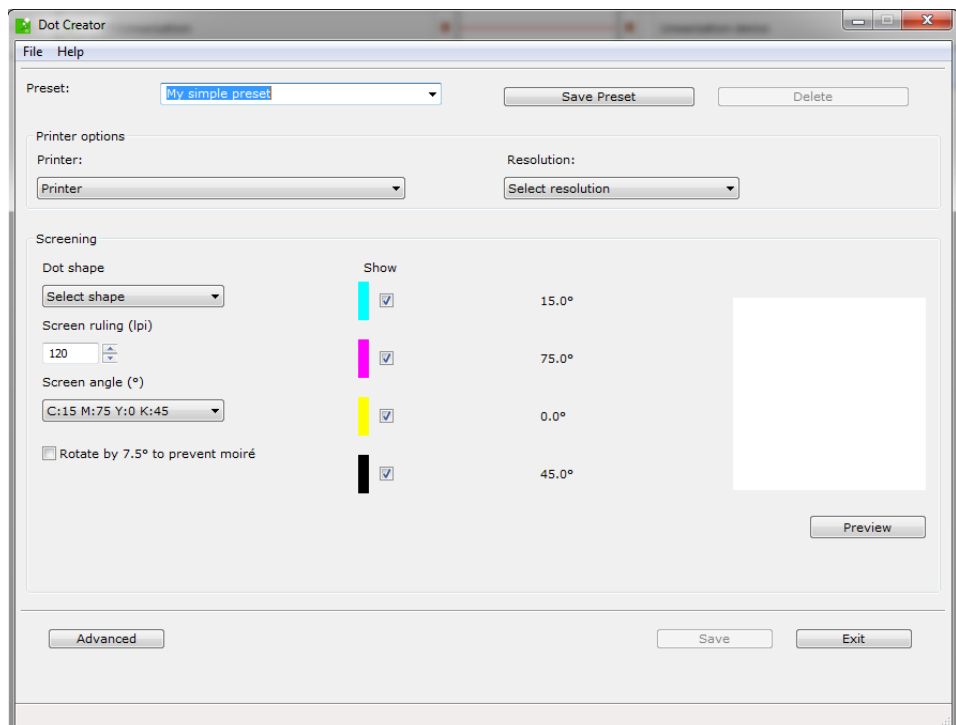 Dot Creator
File Help
Preset: My simple preset Save Preset Delete
Printer options
Printer: Resolution:
Printer Select resolution
Screening
Dot shape Show
Select shape 15.0°
Screen ruling (lpi)
120 75.0°
Screen angle (°)
C:15 M:75 Y:0 K:45 0.0°
Rotate by 7.5° to prevent moiré
45.0°
Preview
Advanced Save Exit